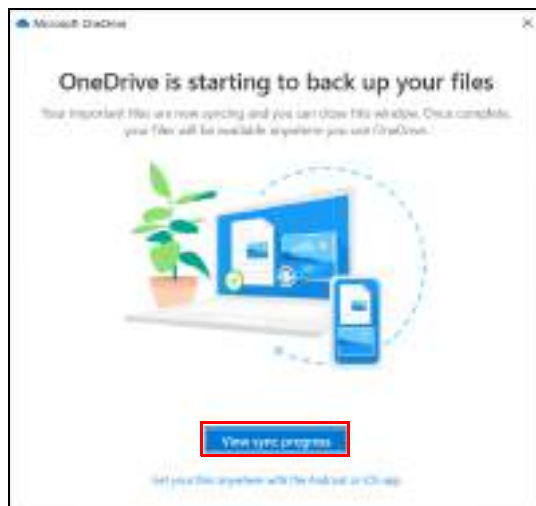 Microsoft OneDrive
OneDrive is starting to back up your files
Your important files are now syncing and you can close this window. Once complete,
your files will be available anywhere you use OneDrive.
View sync progress
Get your files anywhere with the Android or iOS app